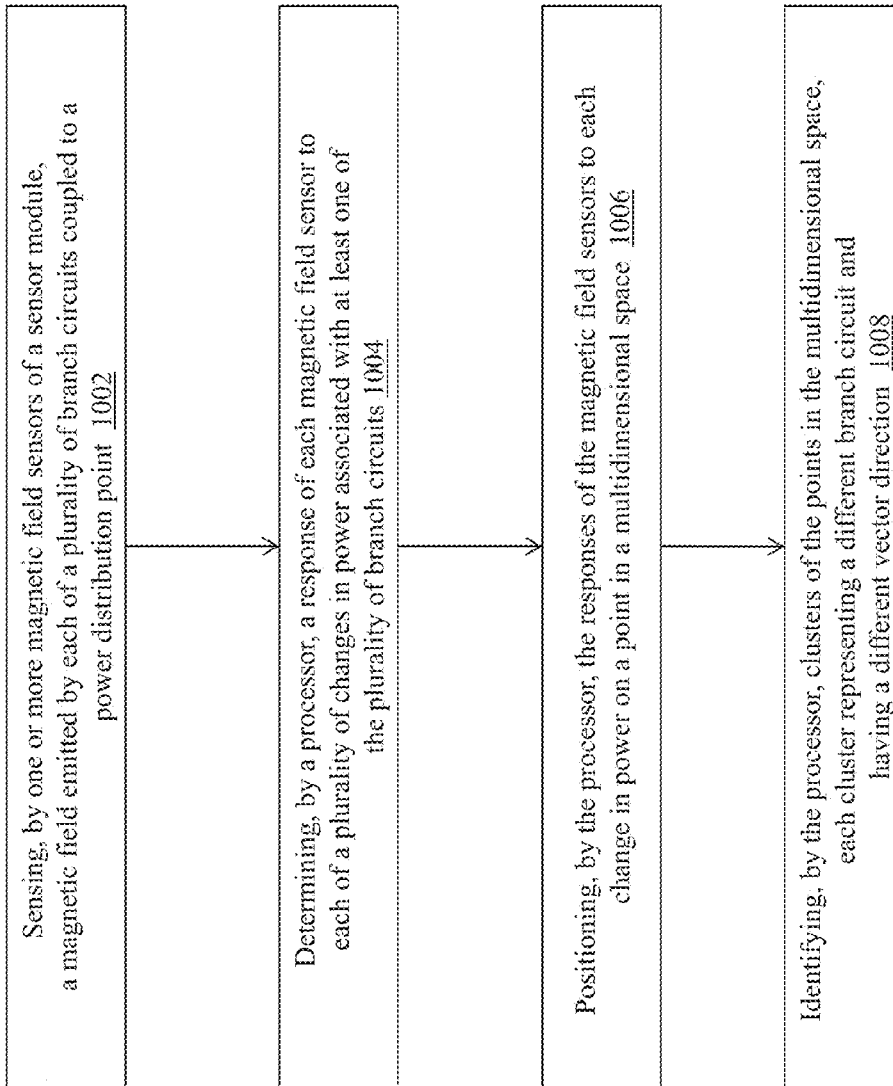 Sensing, by one or more magnetic field sensors of a sensor module,
a magnetic field emitted by each of a plurality of branch circuits coupled to a
power distribution point 1002
Determining, by a processor, a response of each magnetic field sensor to
each of a plurality of changes in power associated with at least one of
the plurality of branch circuits 1004
Positioning, by the processor, the responses of the magnetic field sensors to each
change in power on a point in a multidimensional space 1006
Identifying, by the processor, clusters of the points in the multidimensional space,
each cluster representing a different branch circuit and
having a different vector direction 1008